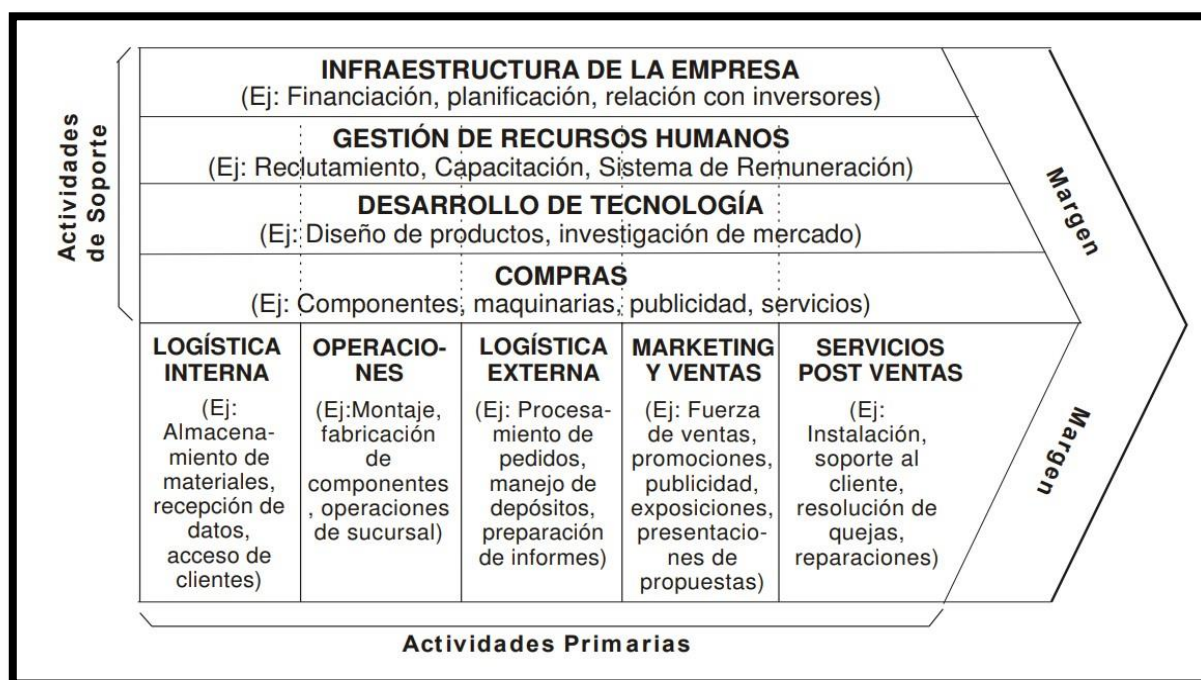 Actividades
de Soporte
INFRAESTRUCTURA DE LA EMPRESA
(Ej: Financiación, planificación, relación con inversores)
GESTIÓN DE RECURSOS HUMANOS
(Ej: Reclutamiento, Capacitación, Sistema de Remuneración)
DESARROLLO DE TECNOLOGÍA
(Ej: Diseño de productos, investigación de mercado)
COMPRAS
(Ej: Componentes, maquinarias, publicidad, servicios)
Margen
LOGÍSTICA
INTERNA
(Ej:
Almacena-
miento de
materiales,
recepción de
datos,
acceso de
clientes)
OPERACIO-
NES
(Ej:Montaje,
fabricación
de
componentes
, operaciones
de sucursal)
LOGÍSTICA
EXTERNA
(Ej: Procesa-
miento de
pedidos,
manejo de
depósitos,
preparación
de informes)
MARKETING
Y VENTAS
(Ej: Fuerza
de ventas,
promociones,
publicidad,
exposiciones,
presentacio-
nes de
propuestas)
SERVICIOS
POST VENTAS
(Ej:
Instalación,
soporte al
cliente,
resolución de
quejas,
reparaciones)
Margen
Actividades Primarias